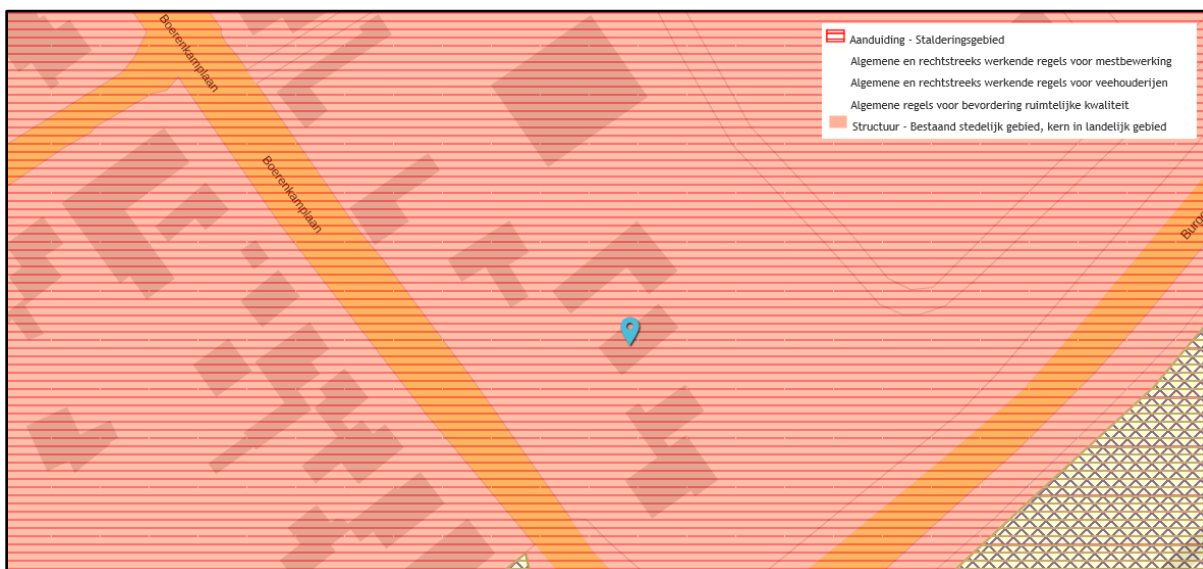 Boerenkamplaan
Boerenkamplaan
Aanduiding - Stalderingsgebied
Algemene en rechtstreeks werkende regels voor mestbewerking
Algemene en rechtstreeks werkende regels voor veehouderijen
Algemene regels voor bevordering ruimtelijke kwaliteit
Structuur - Bestaand stedelijk gebied, kern in landelijk gebied